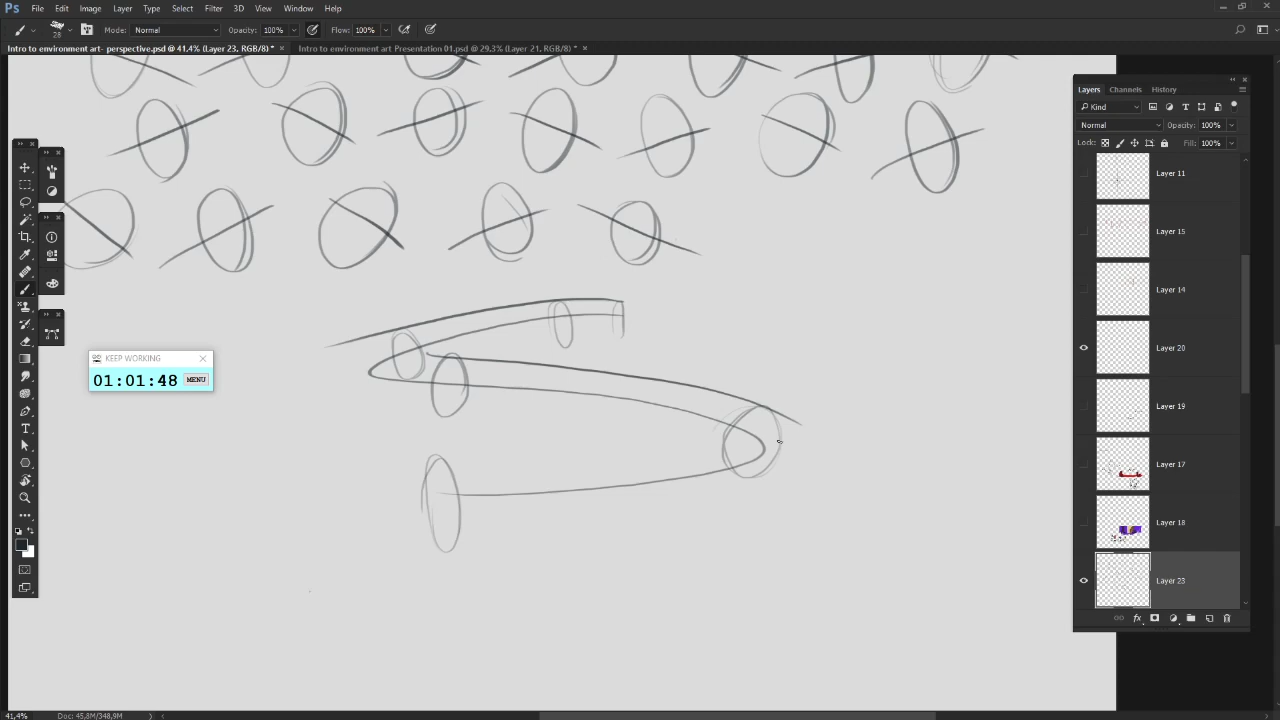 Ps File Edit Image Layer Type Select Filter 3D View Window Help
28 Mode: Normal Opacity: 100% Flow: 100%
Intro to environment art- perspective.psd @ 41,4% (Layer 23, RGB/8) * × Intro to environment art Presentation 01.psd @ 29,3% (Layer 21, RGB/8) * ×
Layers Channels History
Kind
Normal Opacity: 100%
Lock: Fill: 100%
Layer 11
Layer 15
Layer 14
Layer 20
Layer 19
Layer 17
Layer 18
Layer 23
KEEP WORKING
01:01:48 MENU
41,4% Doc: 45,8M/348,9M